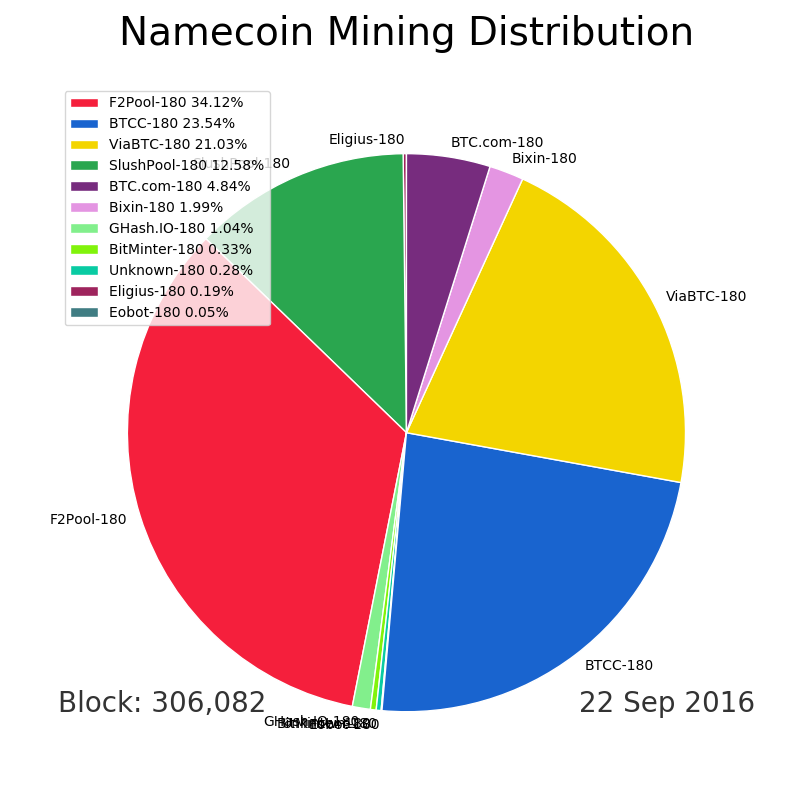 Namecoin Mining Distribution
F2Pool-180 34.12%
BTCC-180 23.54%
ViaBTC-180 21.03%
SlushPool-180 12.58%
BTC.com-180 4.84%
Bixin-180 1.99%
GHash.IO-180 1.04%
BitMinter-180 0.33%
Unknown-180 0.28%
Eligius-180 0.19%
Eobot-180 0.05%
Eligius-180
BTC.com-180
Bixin-180
ViaBTC-180
F2Pool-180
BTCC-180
Block: 306,082
22 Sep 2016